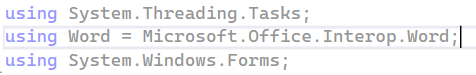 using System.Threading.Tasks;
using Word = Microsoft.Office.Interop.Word;
using System.Windows.Forms;